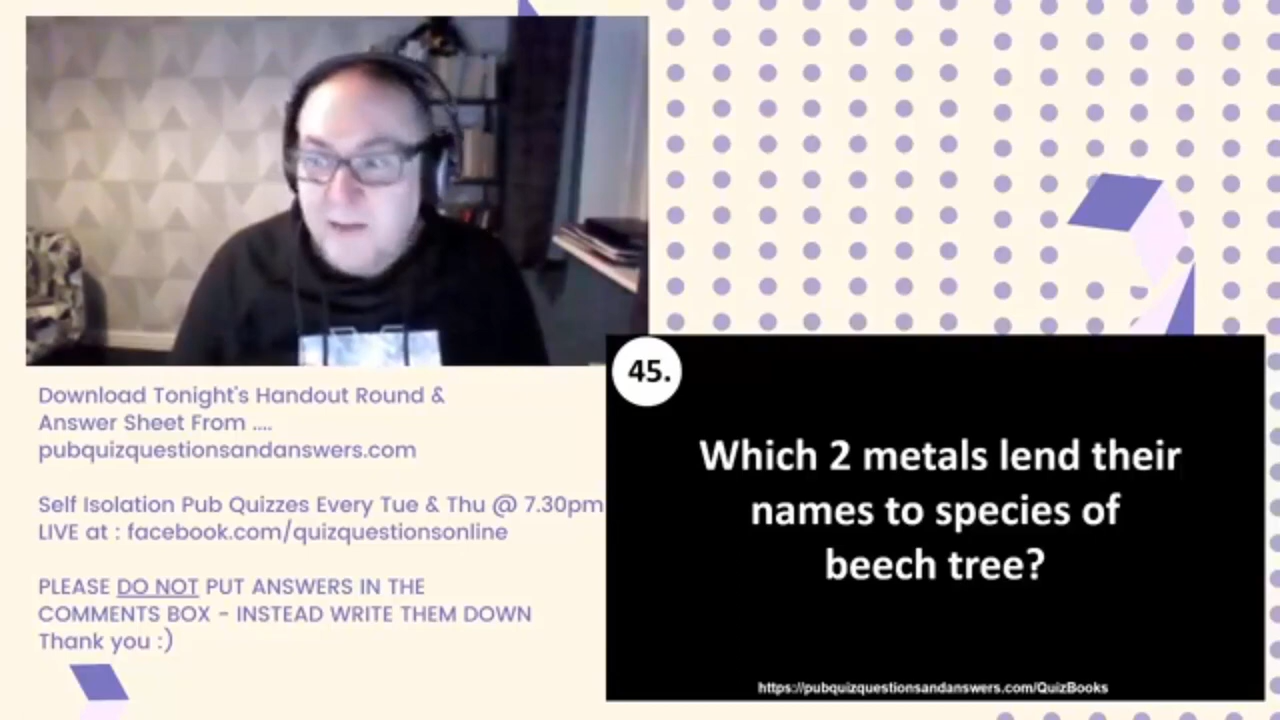 Download Tonight's Handout Round &
Answer Sheet From ....
pubquizquestionsandanswers.com
Self Isolation Pub Quizzes Every Tue & Thu @ 7.30pm
LIVE at : facebook.com/quizquestionsonline
PLEASE DO NOT PUT ANSWERS IN THE
COMMENTS BOX - INSTEAD WRITE THEM DOWN
Thank you :)
45.
Which 2 metals lend their
names to species of
beech tree?
https://pubquizquestionsandanswers.com/QuizBooks